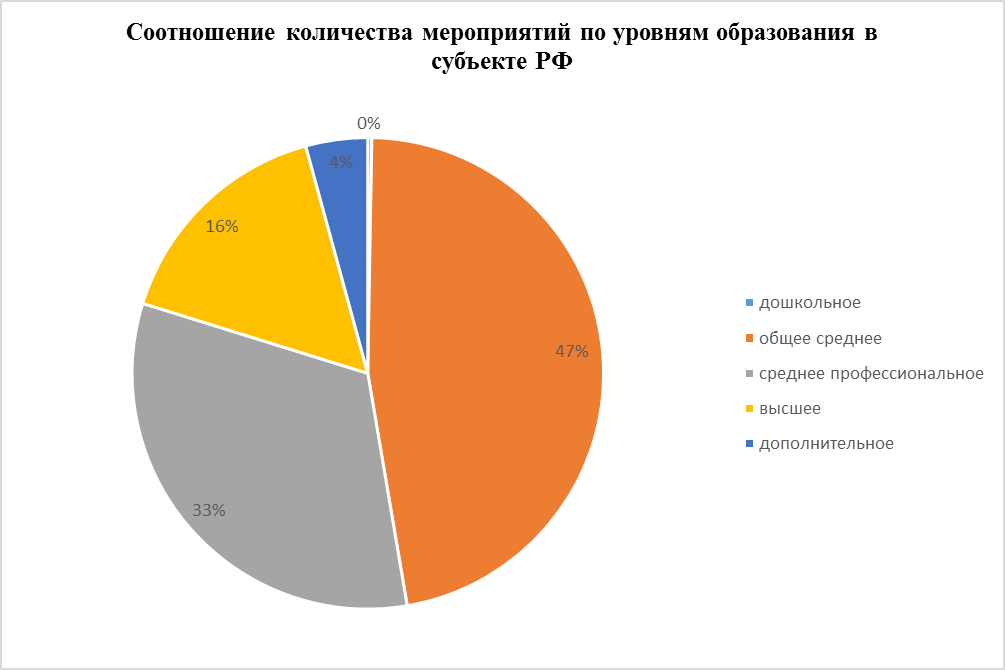 Соотношение количества мероприятий по уровням образования в
субъекте РФ
0%
4%
16%
47%
33%
дошкольное
общее среднее
среднее профессиональное
высшее
дополнительное